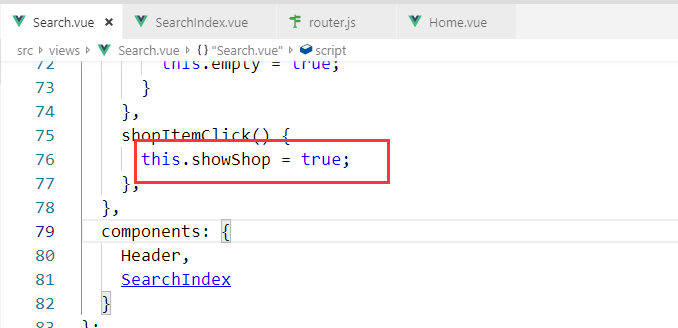 Search.vue × SearchIndex.vue router.js Home.vue
src > views > Search.vue > {} "Search.vue" > script
72 this.empty = true;
73 }
74 },
75 shopItemClick() {
76 this.showShop = true;
77 },
78 },
79 components: {
80 Header,
81 SearchIndex
82 }
83 };